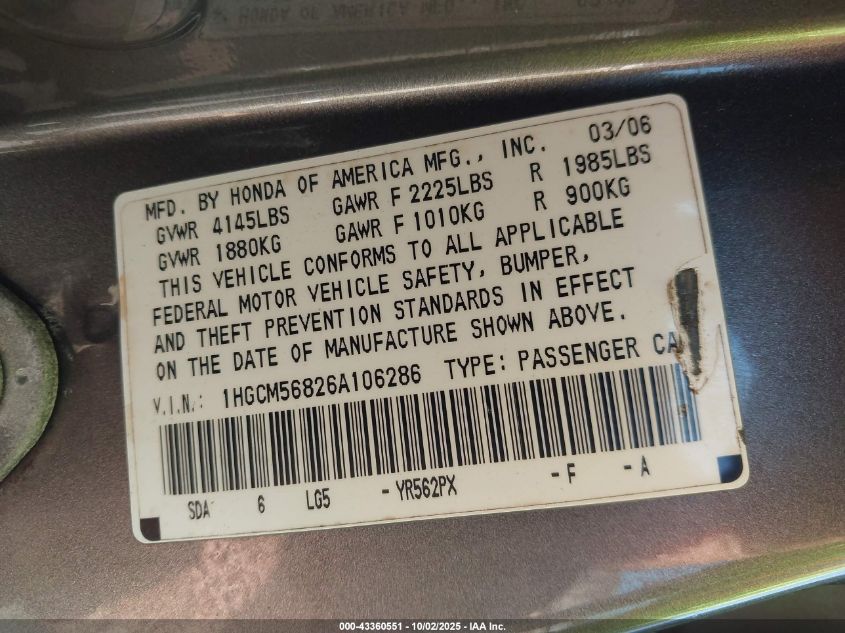 MFD. BY HONDA OF AMERICA MFG., INC. 03/06
GVWR 4145LBS GAWR F 2225LBS R 1985LBS
GVWR 1880KG GAWR F 1010KG R 900KG
THIS VEHICLE CONFORMS TO ALL APPLICABLE
FEDERAL MOTOR VEHICLE SAFETY, BUMPER,
AND THEFT PREVENTION STANDARDS IN EFFECT
ON THE DATE OF MANUFACTURE SHOWN ABOVE.
V.I.N.: 1HGCM56826A106286 TYPE: PASSENGER CA
SDA 6 LG5 -YR562PX -F -A
000-43360551 - 10/02/2025 - IAA Inc.